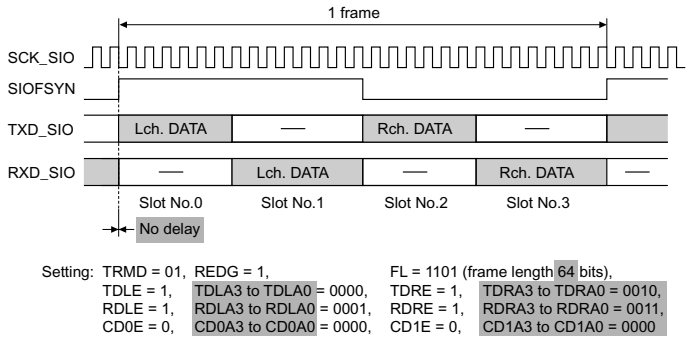 1 frame
SCK_SIO
SIOFSYN
TXD_SIO Lch. DATA — Rch. DATA —
RXD_SIO — Lch. DATA — Rch. DATA —
Slot No.0 Slot No.1 Slot No.2 Slot No.3
No delay
Setting: TRMD = 01, REDG = 1, FL = 1101 (frame length 64 bits),
TDLE = 1, TDLA3 to TDLA0 = 0000, TDRE = 1, TDRA3 to TDRA0 = 0010,
RDLE = 1, RDLA3 to RDLA0 = 0001, RDRE = 1, RDRA3 to RDRA0 = 0011,
CD0E = 0, CD0A3 to CD0A0 = 0000, CD1E = 0, CD1A3 to CD1A0 = 0000